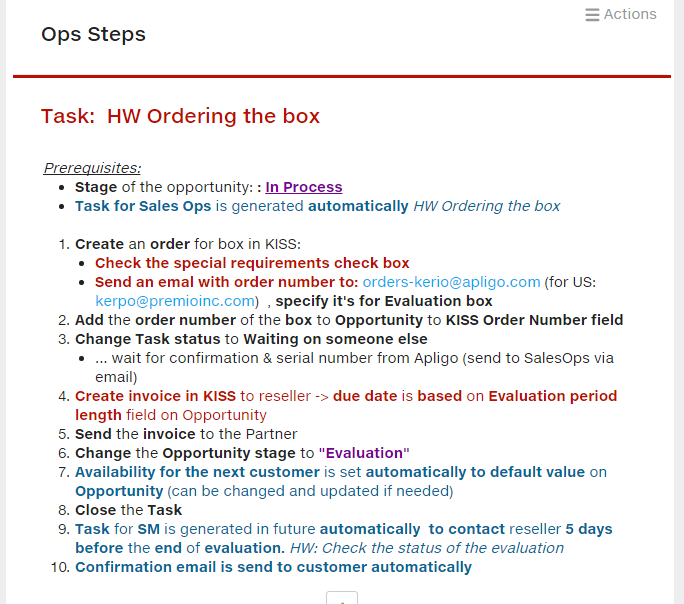 Actions
Ops Steps
Task: HW Ordering the box
Prerequisites:
• Stage of the opportunity: : In Process
• Task for Sales Ops is generated automatically HW Ordering the box
1. Create an order for box in KISS:
• Check the special requirements check box
• Send an emal with order number to: orders-kerio@apligo.com (for US:
kerpo@premioinc.com) , specify it's for Evaluation box
2. Add the order number of the box to Opportunity to KISS Order Number field
3. Change Task status to Waiting on someone else
• ... wait for confirmation & serial number from Apligo (send to SalesOps via
email)
4. Create invoice in KISS to reseller -> due date is based on Evaluation period
length field on Opportunity
5. Send the invoice to the Partner
6. Change the Opportunity stage to "Evaluation"
7. Availability for the next customer is set automatically to default value on
Opportunity (can be changed and updated if needed)
8. Close the Task
9. Task for SM is generated in future automatically to contact reseller 5 days
before the end of evaluation. HW: Check the status of the evaluation
10. Confirmation email is send to customer automatically